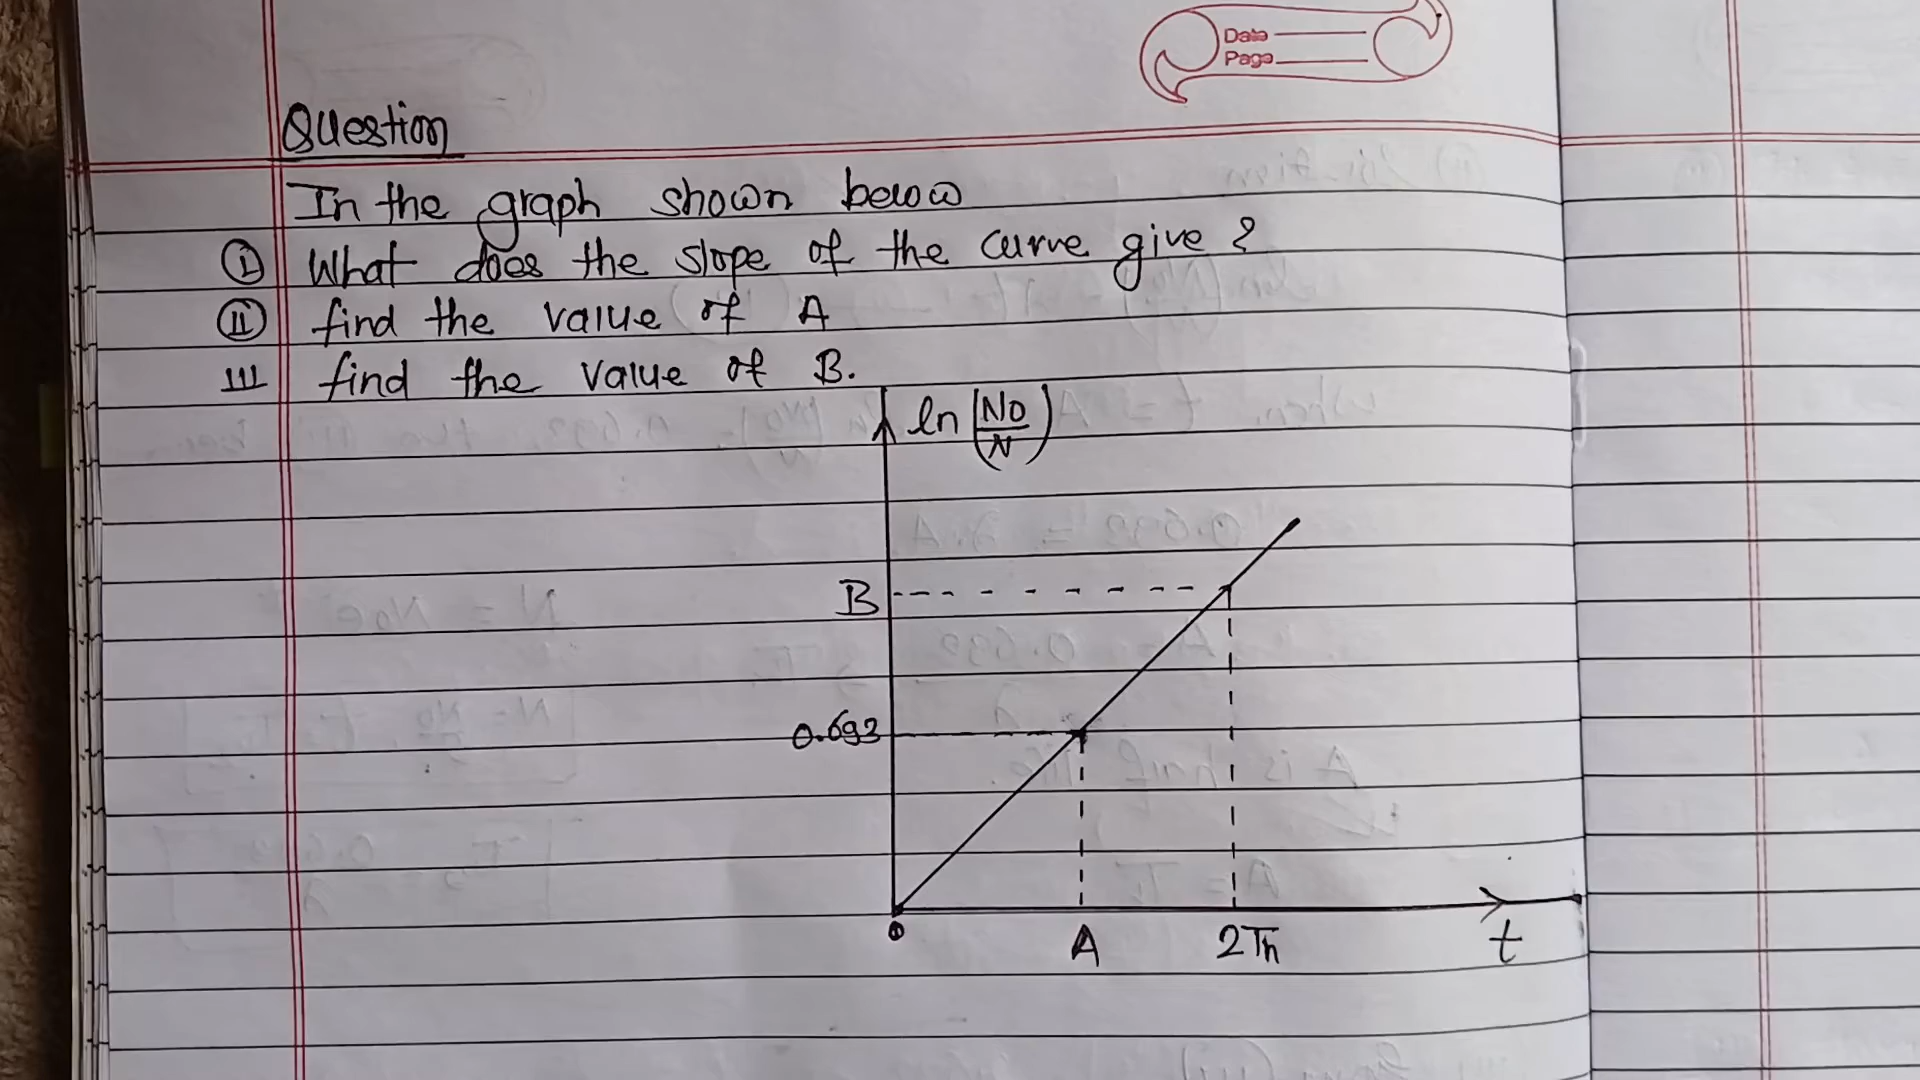 Date
Page
Question
In the graph shown below
I What does the slope of the curve give ?
II find the value of A
III find the value of B.
ln (No/N)
B
0.693
0 A 2Th t